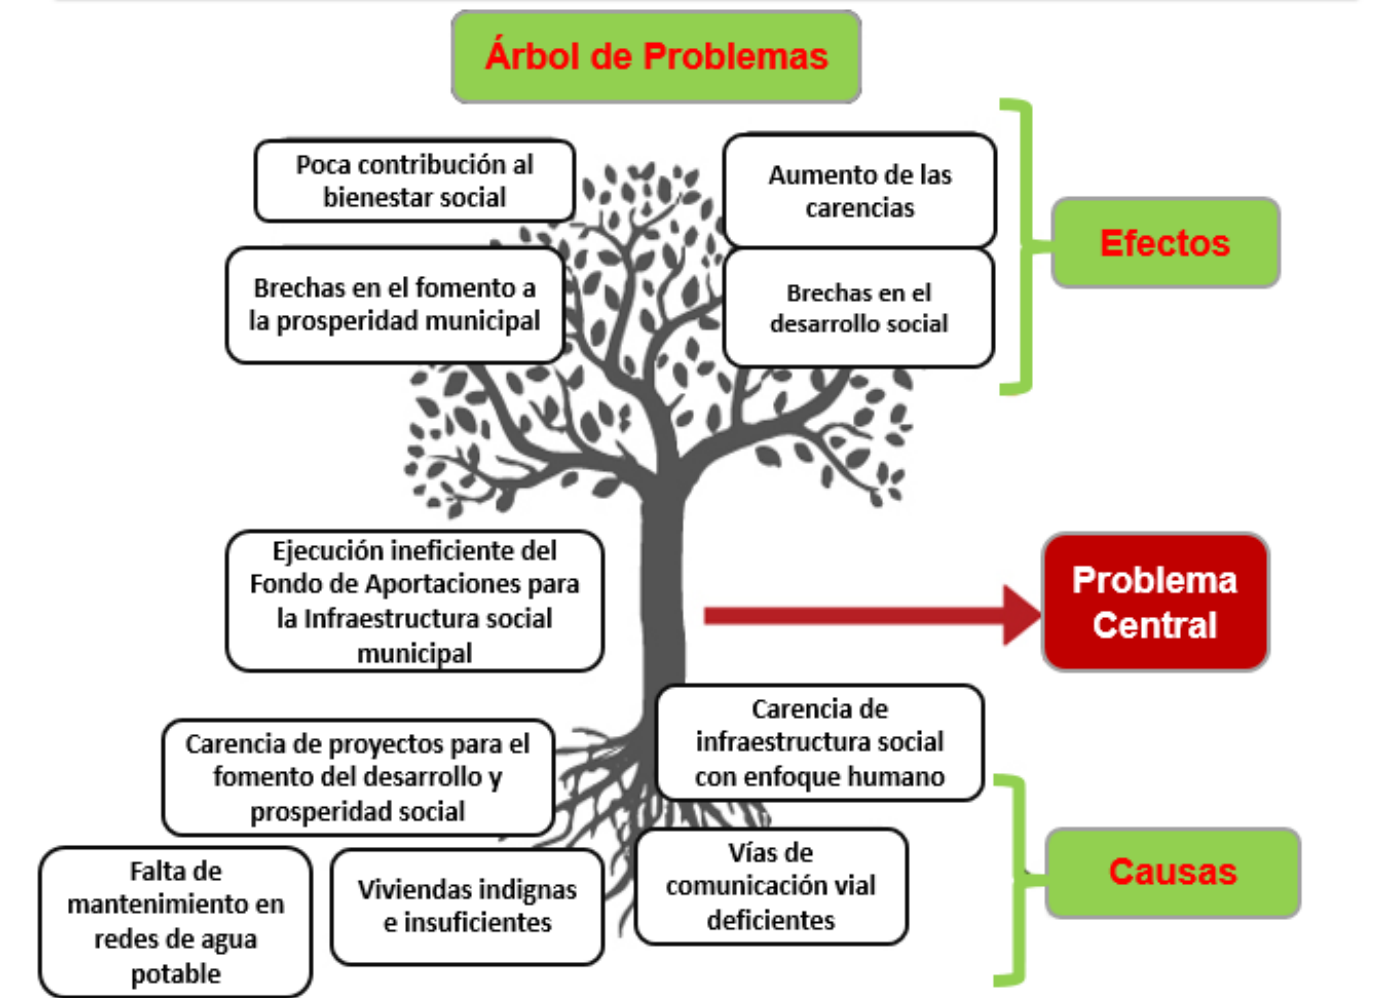 Árbol de Problemas
Poca contribución al
bienestar social
Aumento de las
carencias
Efectos
Brechas en el fomento a
la prosperidad municipal
Brechas en el
desarrollo social
Ejecución ineficiente del
Fondo de Aportaciones para
la Infraestructura social
municipal
Problema
Central
Carencia de
infraestructura social
con enfoque humano
Carencia de proyectos para el
fomento del desarrollo y
prosperidad social
Falta de
mantenimiento en
redes de agua
potable
Viviendas indignas
e insuficientes
Vías de
comunicación vial
deficientes
Causas